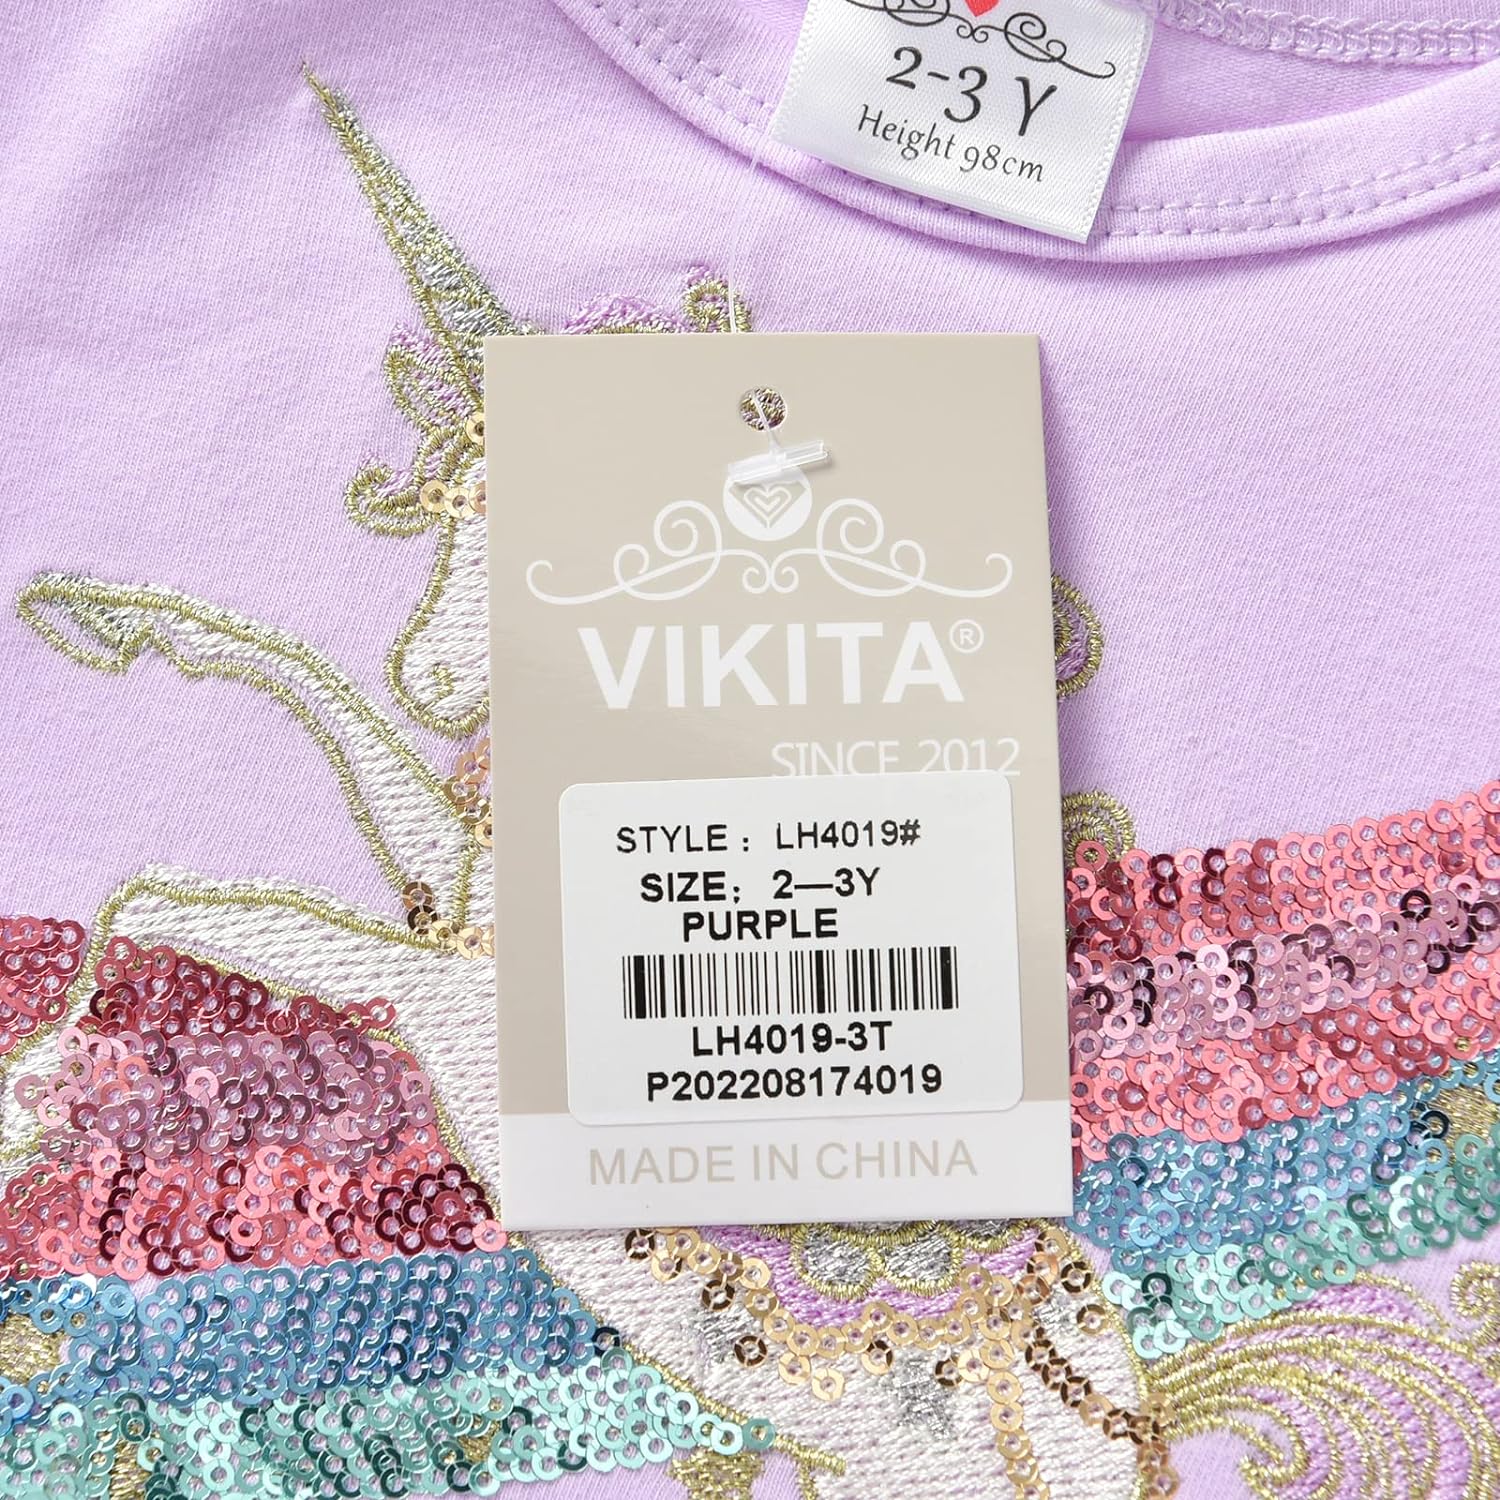 2-3 Y
Height 98cm
VIKITA®
SINCE 2012
STYLE： LH4019#
SIZE： 2—3Y
PURPLE
LH4019-3T
P202208174019
MADE IN CHINA